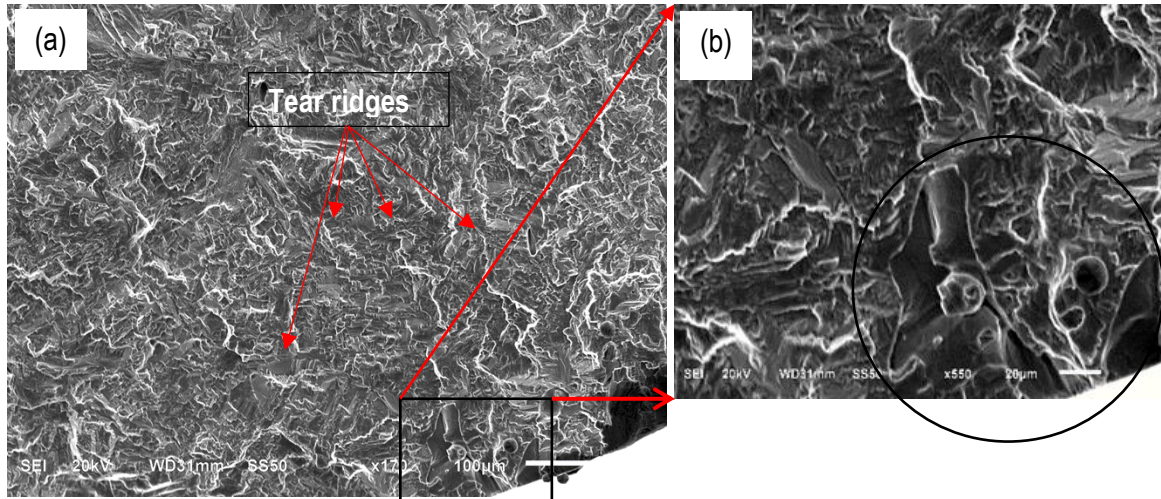 (a)
Tear ridges
SEI 20kV WD31mm SS50 x170 100µm
(b)
SEI 20kV WD31mm SS50 x550 20µm